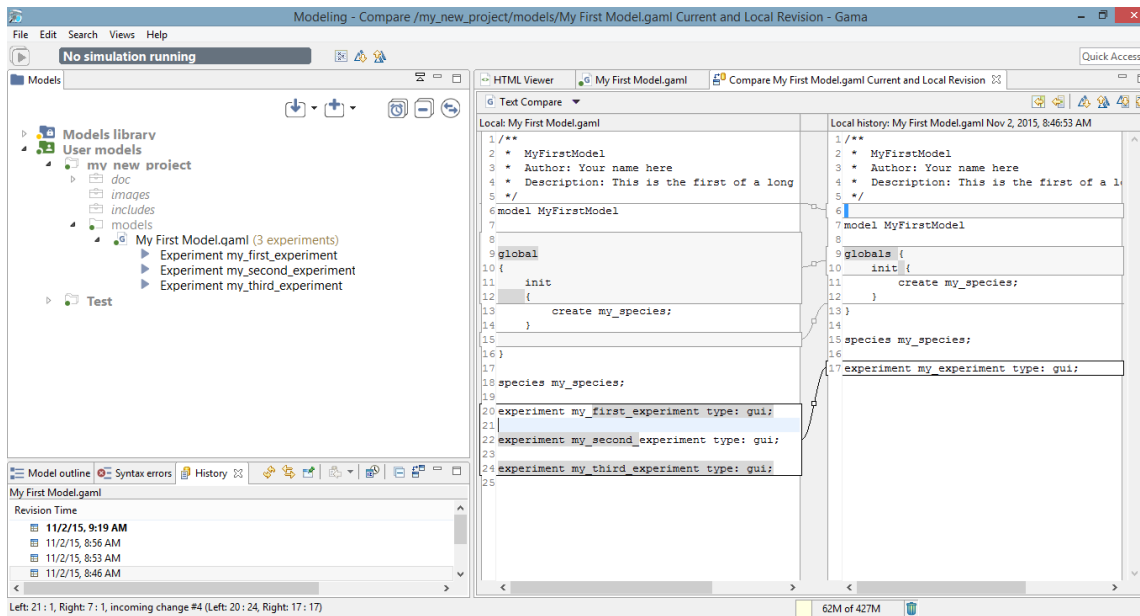 Modeling - Compare /my_new_project/models/My First Model.gaml Current and Local Revision - Gama
File Edit Search Views Help
No simulation running
Quick Access
Models
HTML Viewer
My First Model.gaml
Compare My First Model.gaml Current and Local Revision
Text Compare
Models library
User models
my_new_project
doc
images
includes
models
My First Model.gaml (3 experiments)
Experiment my_first_experiment
Experiment my_second_experiment
Experiment my_third_experiment
Test
Local: My First Model.gaml
1 /**
2 * MyFirstModel
3 * Author: Your name here
4 * Description: This is the first of a long
5 */
6 model MyFirstModel
7
8
9 global
10 {
11 init
12 {
13 create my_species;
14 }
15
16 }
17
18 species my_species;
19
20 experiment my_first_experiment type: gui;
21
22 experiment my_second_experiment type: gui;
23
24 experiment my_third_experiment type: gui;
25
Local history: My First Model.gaml Nov 2, 2015, 8:46:53 AM
1 /**
2 * MyFirstModel
3 * Author: Your name here
4 * Description: This is the first of a
5 */
6
7 model MyFirstModel
8
9 globals {
10 init {
11 create my_species;
12 }
13 }
14
15 species my_species;
16
17 experiment my_experiment type: gui;
Model outline
Syntax errors
History
My First Model.gaml
Revision Time
11/2/15, 9:19 AM
11/2/15, 8:56 AM
11/2/15, 8:53 AM
11/2/15, 8:46 AM
Left: 21 : 1, Right: 7 : 1, incoming change #4 (Left: 20 : 24, Right: 17 : 17)
62M of 427M